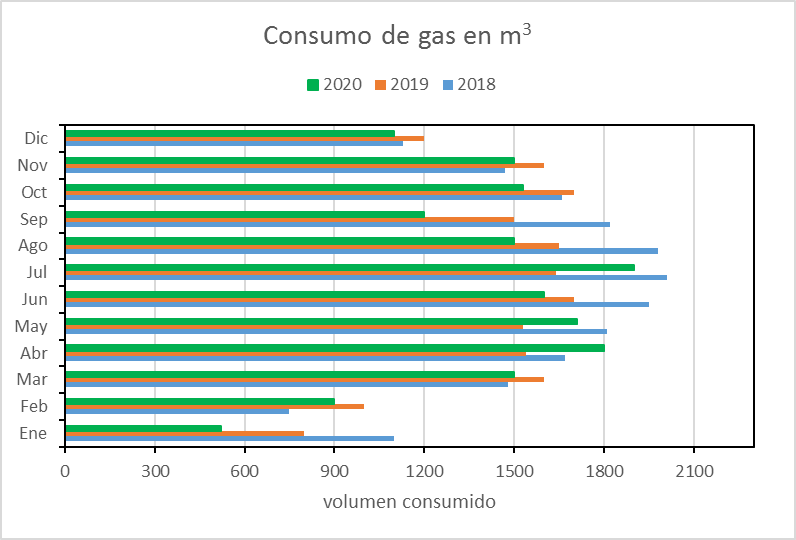 Consumo de gas en m³
2020 2019 2018
Dic
Nov
Oct
Sep
Ago
Jul
Jun
May
Abr
Mar
Feb
Ene
0 300 600 900 1200 1500 1800 2100
volumen consumido